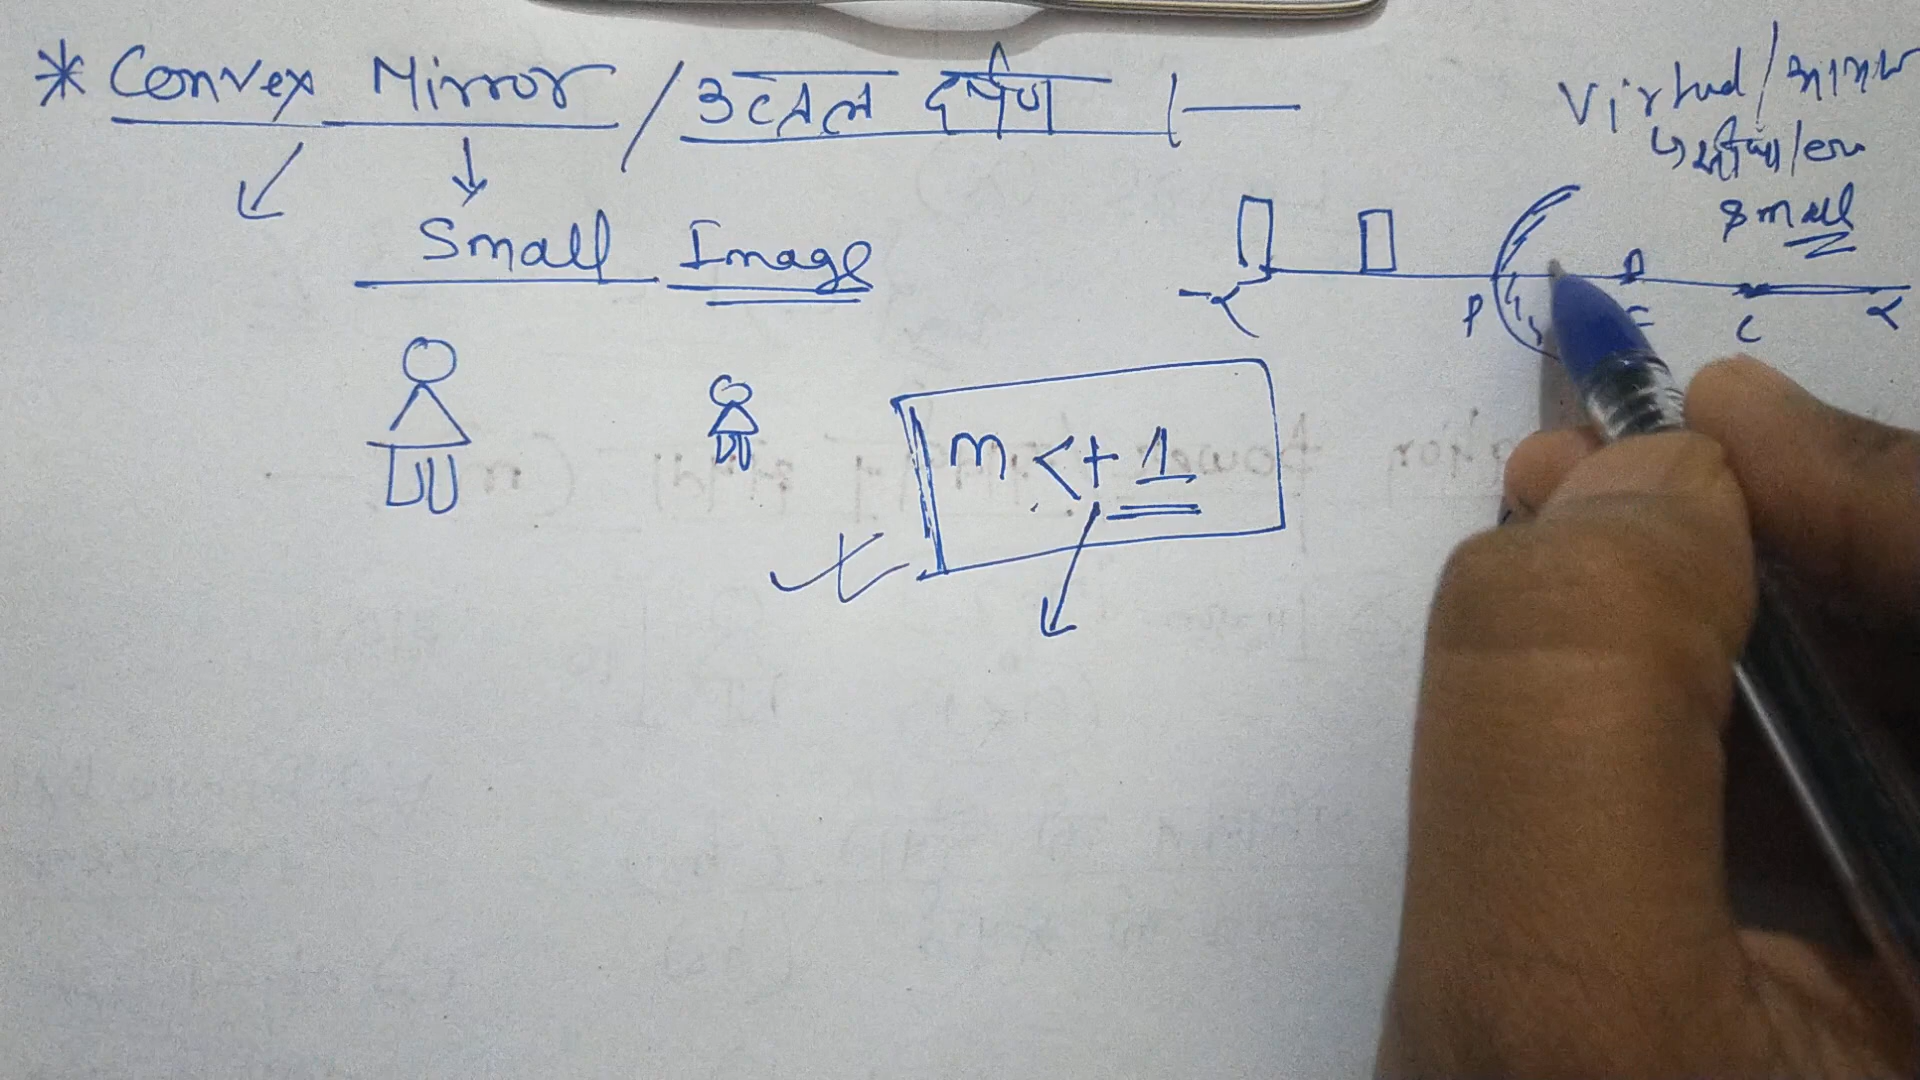 * Convex Mirror / उत्तल दर्पण :—
Small Image
m < + 1
Virtual / आभासी
small
P
C